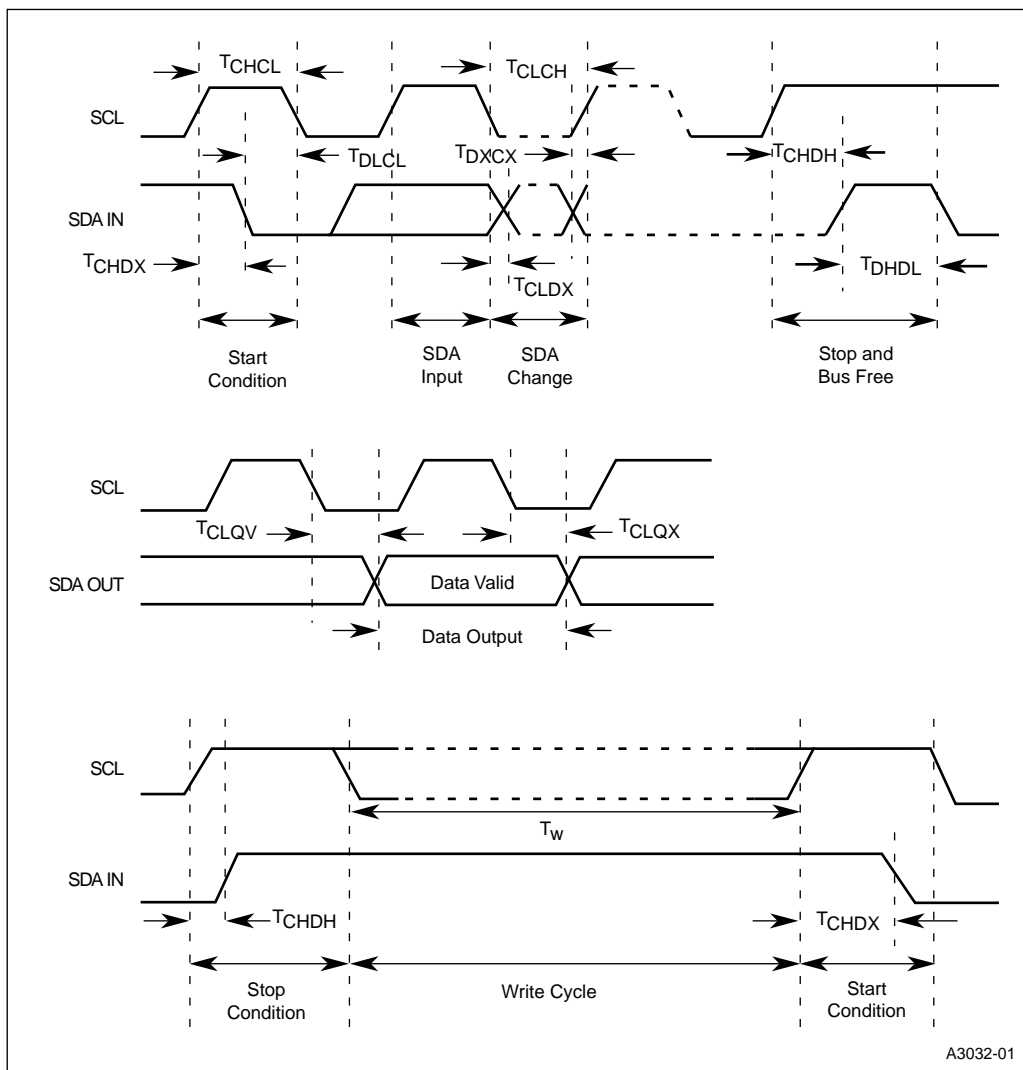 TCHCL
TCLCH
SCL
TDLCL
TDXCX
TCHDH
SDA IN
TCHDX
TCLDX
TDHDL
Start
Condition
SDA
Input
SDA
Change
Stop and
Bus Free
SCL
TCLQV
TCLQX
SDA OUT
Data Valid
Data Output
SCL
TW
SDA IN
TCHDH
TCHDX
Stop
Condition
Write Cycle
Start
Condition
A3032-01